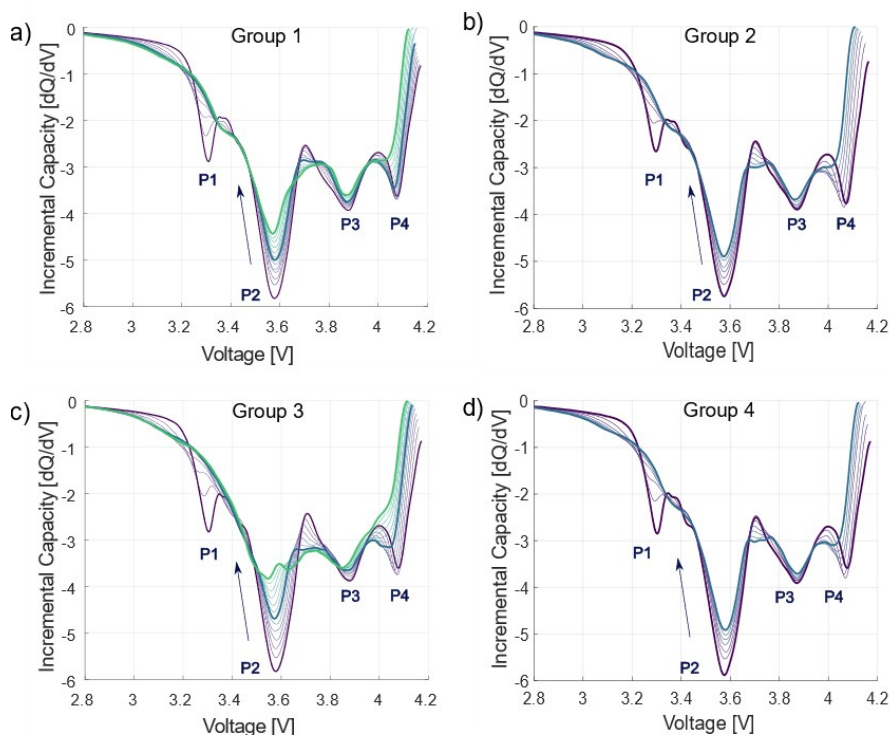 a)
Group 1
Incremental Capacity [dQ/dV]
0
-1
-2
-3
-4
-5
-6
P1
P2
P3
P4
2.8 3 3.2 3.4 3.6 3.8 4 4.2
Voltage [V]
b)
Group 2
Incremental Capacity [dQ/dV]
0
-1
-2
-3
-4
-5
-6
P1
P2
P3
P4
2.8 3 3.2 3.4 3.6 3.8 4 4.2
Voltage [V]
c)
Group 3
Incremental Capacity [dQ/dV]
0
-1
-2
-3
-4
-5
-6
P1
P2
P3
P4
2.8 3 3.2 3.4 3.6 3.8 4 4.2
Voltage [V]
d)
Group 4
Incremental Capacity [dQ/dV]
0
-1
-2
-3
-4
-5
-6
P1
P2
P3
P4
2.8 3 3.2 3.4 3.6 3.8 4 4.2
Voltage [V]